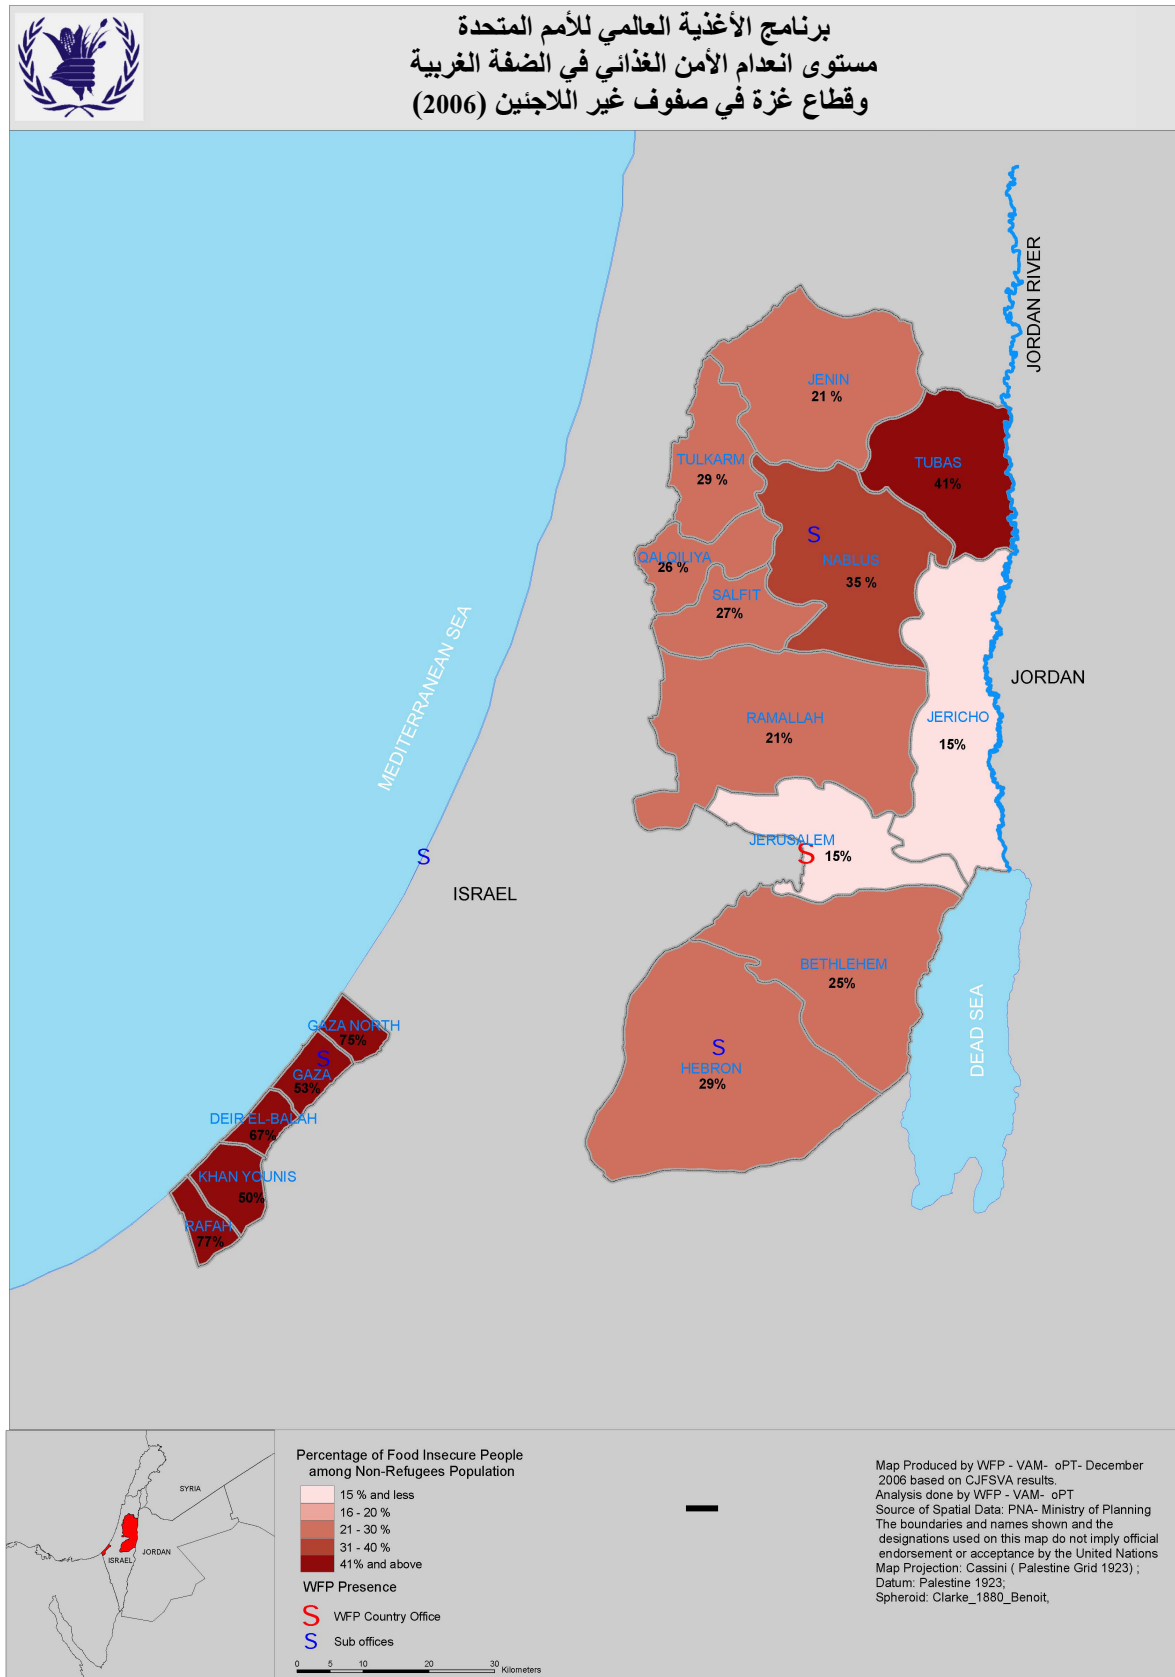 برنامج الأغذية العالمي للأمم المتحدة
مستوى انعدام الأمن الغذائي في الضفة الغربية
وقطاع غزة في صفوف غير اللاجئين (2006)
JORDAN RIVER
JENIN
21 %
TULKARM
29 %
TUBAS
41%
S
NABLUS
35 %
QALQILIYA
26 %
SALFIT
27%
MEDITERRANEAN SEA
JORDAN
RAMALLAH
21%
JERICHO
15%
JERUSALEM
S
15%
S
ISRAEL
BETHLEHEM
25%
DEAD SEA
S
HEBRON
29%
GAZA NORTH
75%
S
GAZA
53%
DEIR EL-BALAH
67%
KHAN YOUNIS
50%
RAFAH
77%
SYRIA
ISRAEL
JORDAN
Percentage of Food Insecure People
among Non-Refugees Population
15 % and less
16 - 20 %
21 - 30 %
31 - 40 %
41% and above
WFP Presence
S WFP Country Office
S Sub offices
0 5 10 20 30
Kilometers
Map Produced by WFP - VAM- oPT- December
2006 based on CJFSVA results.
Analysis done by WFP - VAM- oPT
Source of Spatial Data: PNA- Ministry of Planning
The boundaries and names shown and the
designations used on this map do not imply official
endorsement or acceptance by the United Nations
Map Projection: Cassini ( Palestine Grid 1923) ;
Datum: Palestine 1923;
Spheroid: Clarke_1880_Benoit,